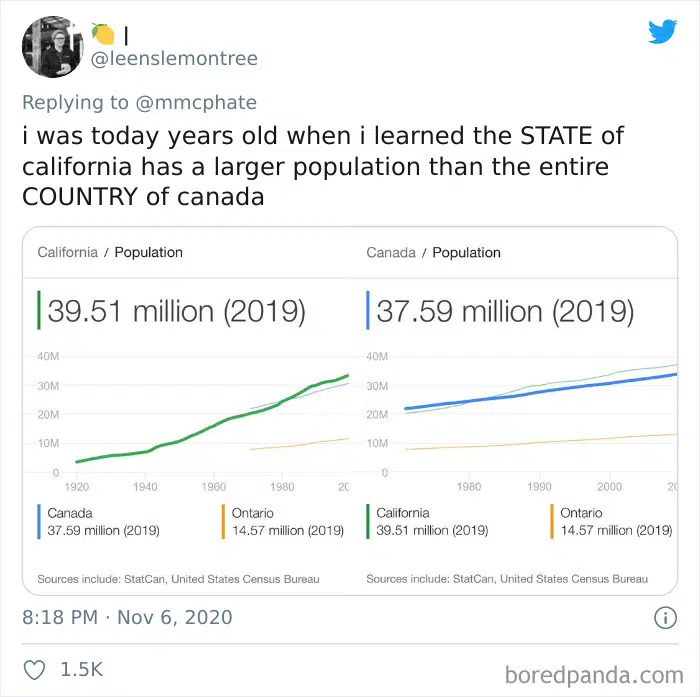 🍋 |
@leenslemontree
Replying to @mmcphate
i was today years old when i learned the STATE of
california has a larger population than the entire
COUNTRY of canada
California / Population
39.51 million (2019)
40M
30M
20M
10M
0
1920 1940 1960 1980 20
Canada
37.59 million (2019)
Ontario
14.57 million (2019)
Sources include: StatCan, United States Census Bureau
Canada / Population
37.59 million (2019)
40M
30M
20M
10M
0
1980 1990 2000 20
California
39.51 million (2019)
Ontario
14.57 million (2019)
Sources include: StatCan, United States Census Bureau
8:18 PM · Nov 6, 2020
1.5K
boredpanda.com